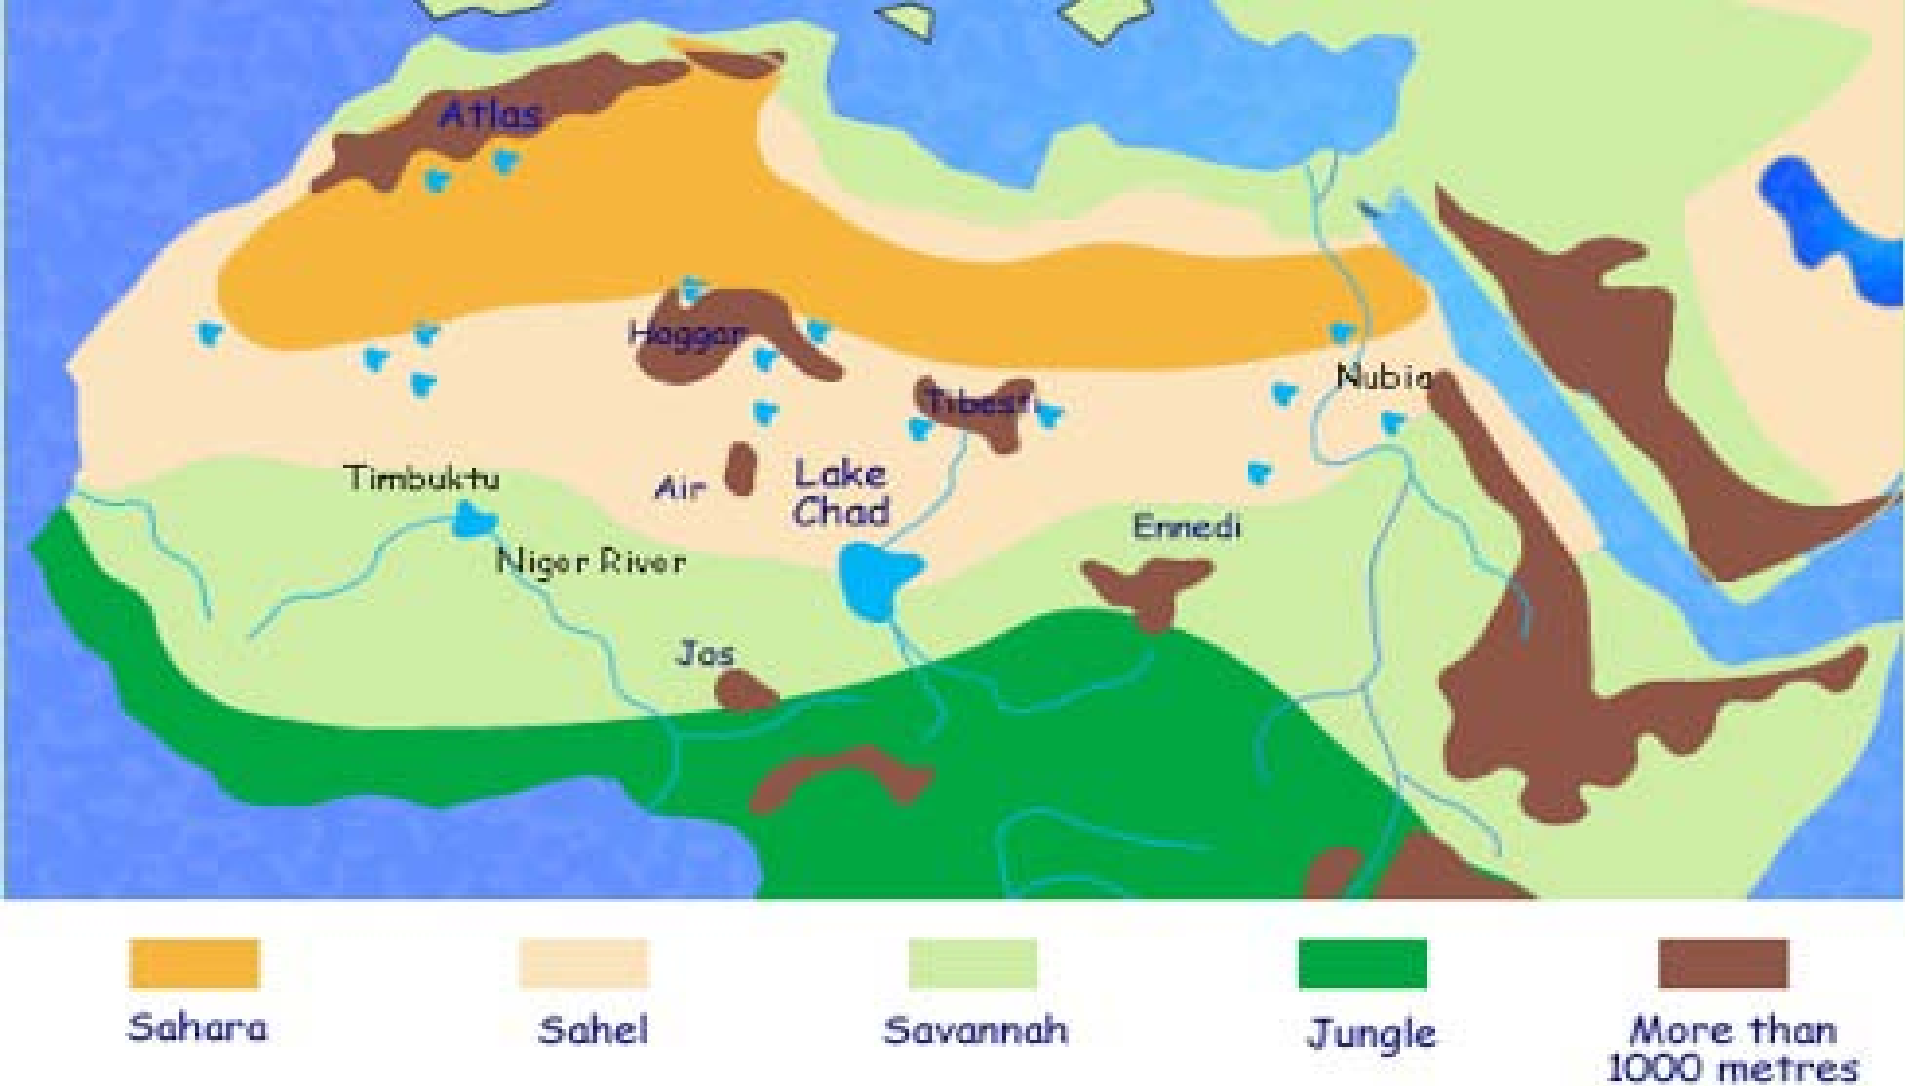 Atlas
Haggar
Nubia
Tibesti
Timbuktu
Air
Lake
Chad
Ennedi
Niger River
Jos
Sahara
Sahel
Savannah
Jungle
More than
1000 metres